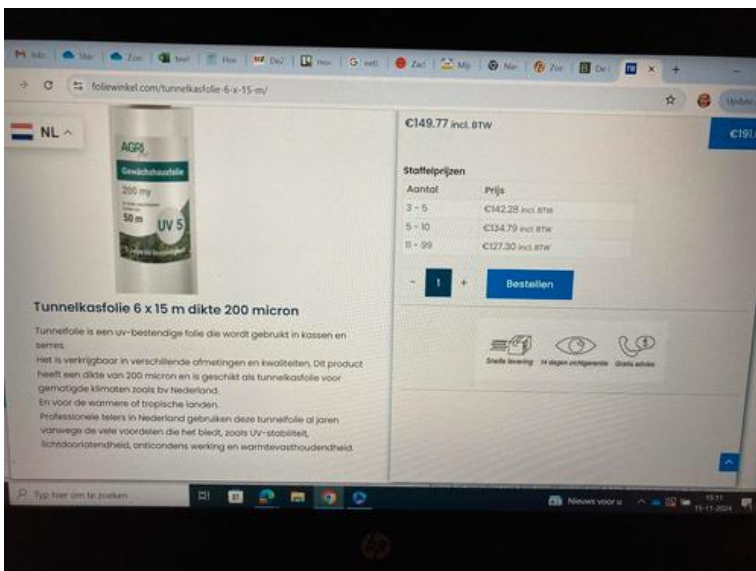 foliewinkel.com/tunnelkasfolie-6-x-15-m/
NL
AGRI
Gewächshausfolie
200 my
50 m
UV 5
€149.77 incl. BTW
€191.
Staffelprijzen
Aantal Prijs
3 - 5 €142.28 incl. BTW
5 - 10 €134.79 incl. BTW
11 - 99 €127.30 incl. BTW
- 1 + Bestellen
Snelle levering 14 dagen zichtgarantie Gratis advies
Tunnelkasfolie 6 x 15 m dikte 200 micron
Tunnelfolie is een uv-bestendige folie die wordt gebruikt in kassen en
serres.
Het is verkrijgbaar in verschillende afmetingen en kwaliteiten, Dit product
heeft een dikte van 200 micron en is geschikt als tunnelkasfolie voor
gematigde klimaten zoals bv Nederland.
En voor de warmere of tropische landen.
Professionele telers in Nederland gebruiken deze tunnelfolie al jaren
vanwege de vele voordelen die het biedt, zoals UV-stabiliteit,
lichtdoorlatendheid, anticondens werking en warmtevasthoudendheid.
Typ hier om te zoeken
Nieuws voor u
15:11
15-11-2024
hp